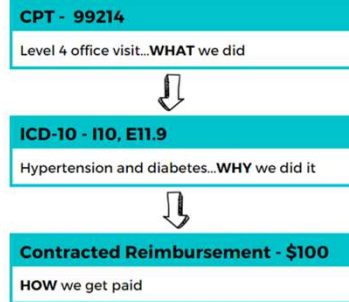 CPT - 99214
Level 4 office visit...WHAT we did
ICD-10 - I10, E11.9
Hypertension and diabetes...WHY we did it
Contracted Reimbursement - $100
HOW we get paid